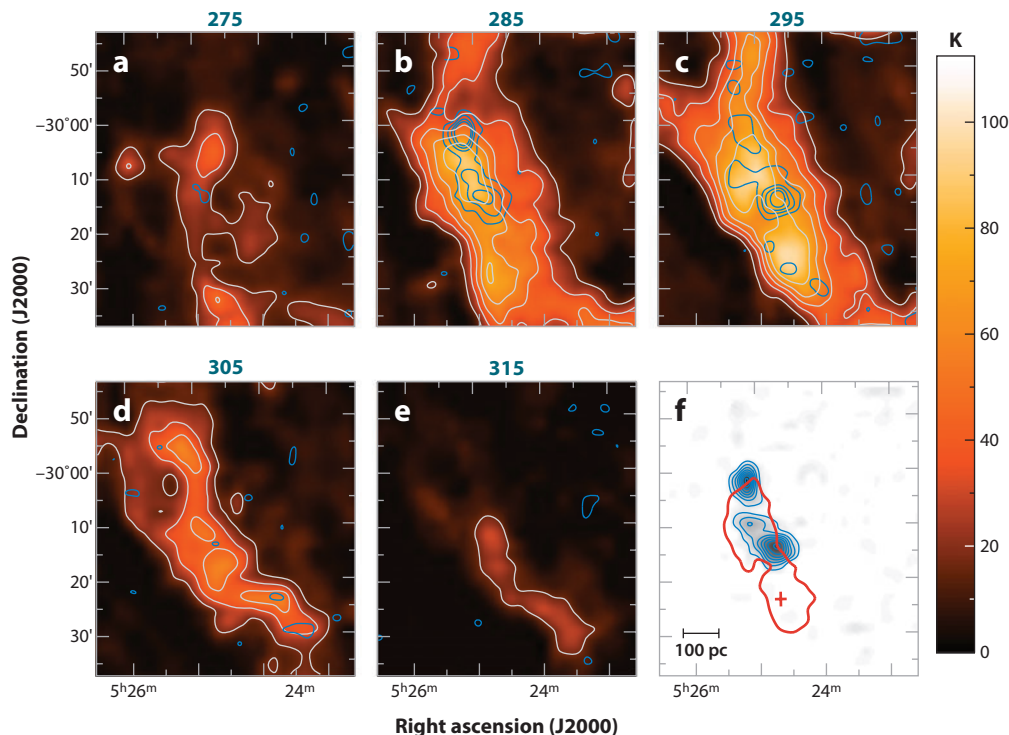 275
285
295
K
a
b
c
50'
–30°00'
10'
20'
30'
100
80
60
40
20
0
305
315
d
e
f
50'
–30°00'
10'
20'
30'
100 pc
5ʰ26ᵐ
24ᵐ
5ʰ26ᵐ
24ᵐ
5ʰ26ᵐ
24ᵐ
Declination (J2000)
Right ascension (J2000)